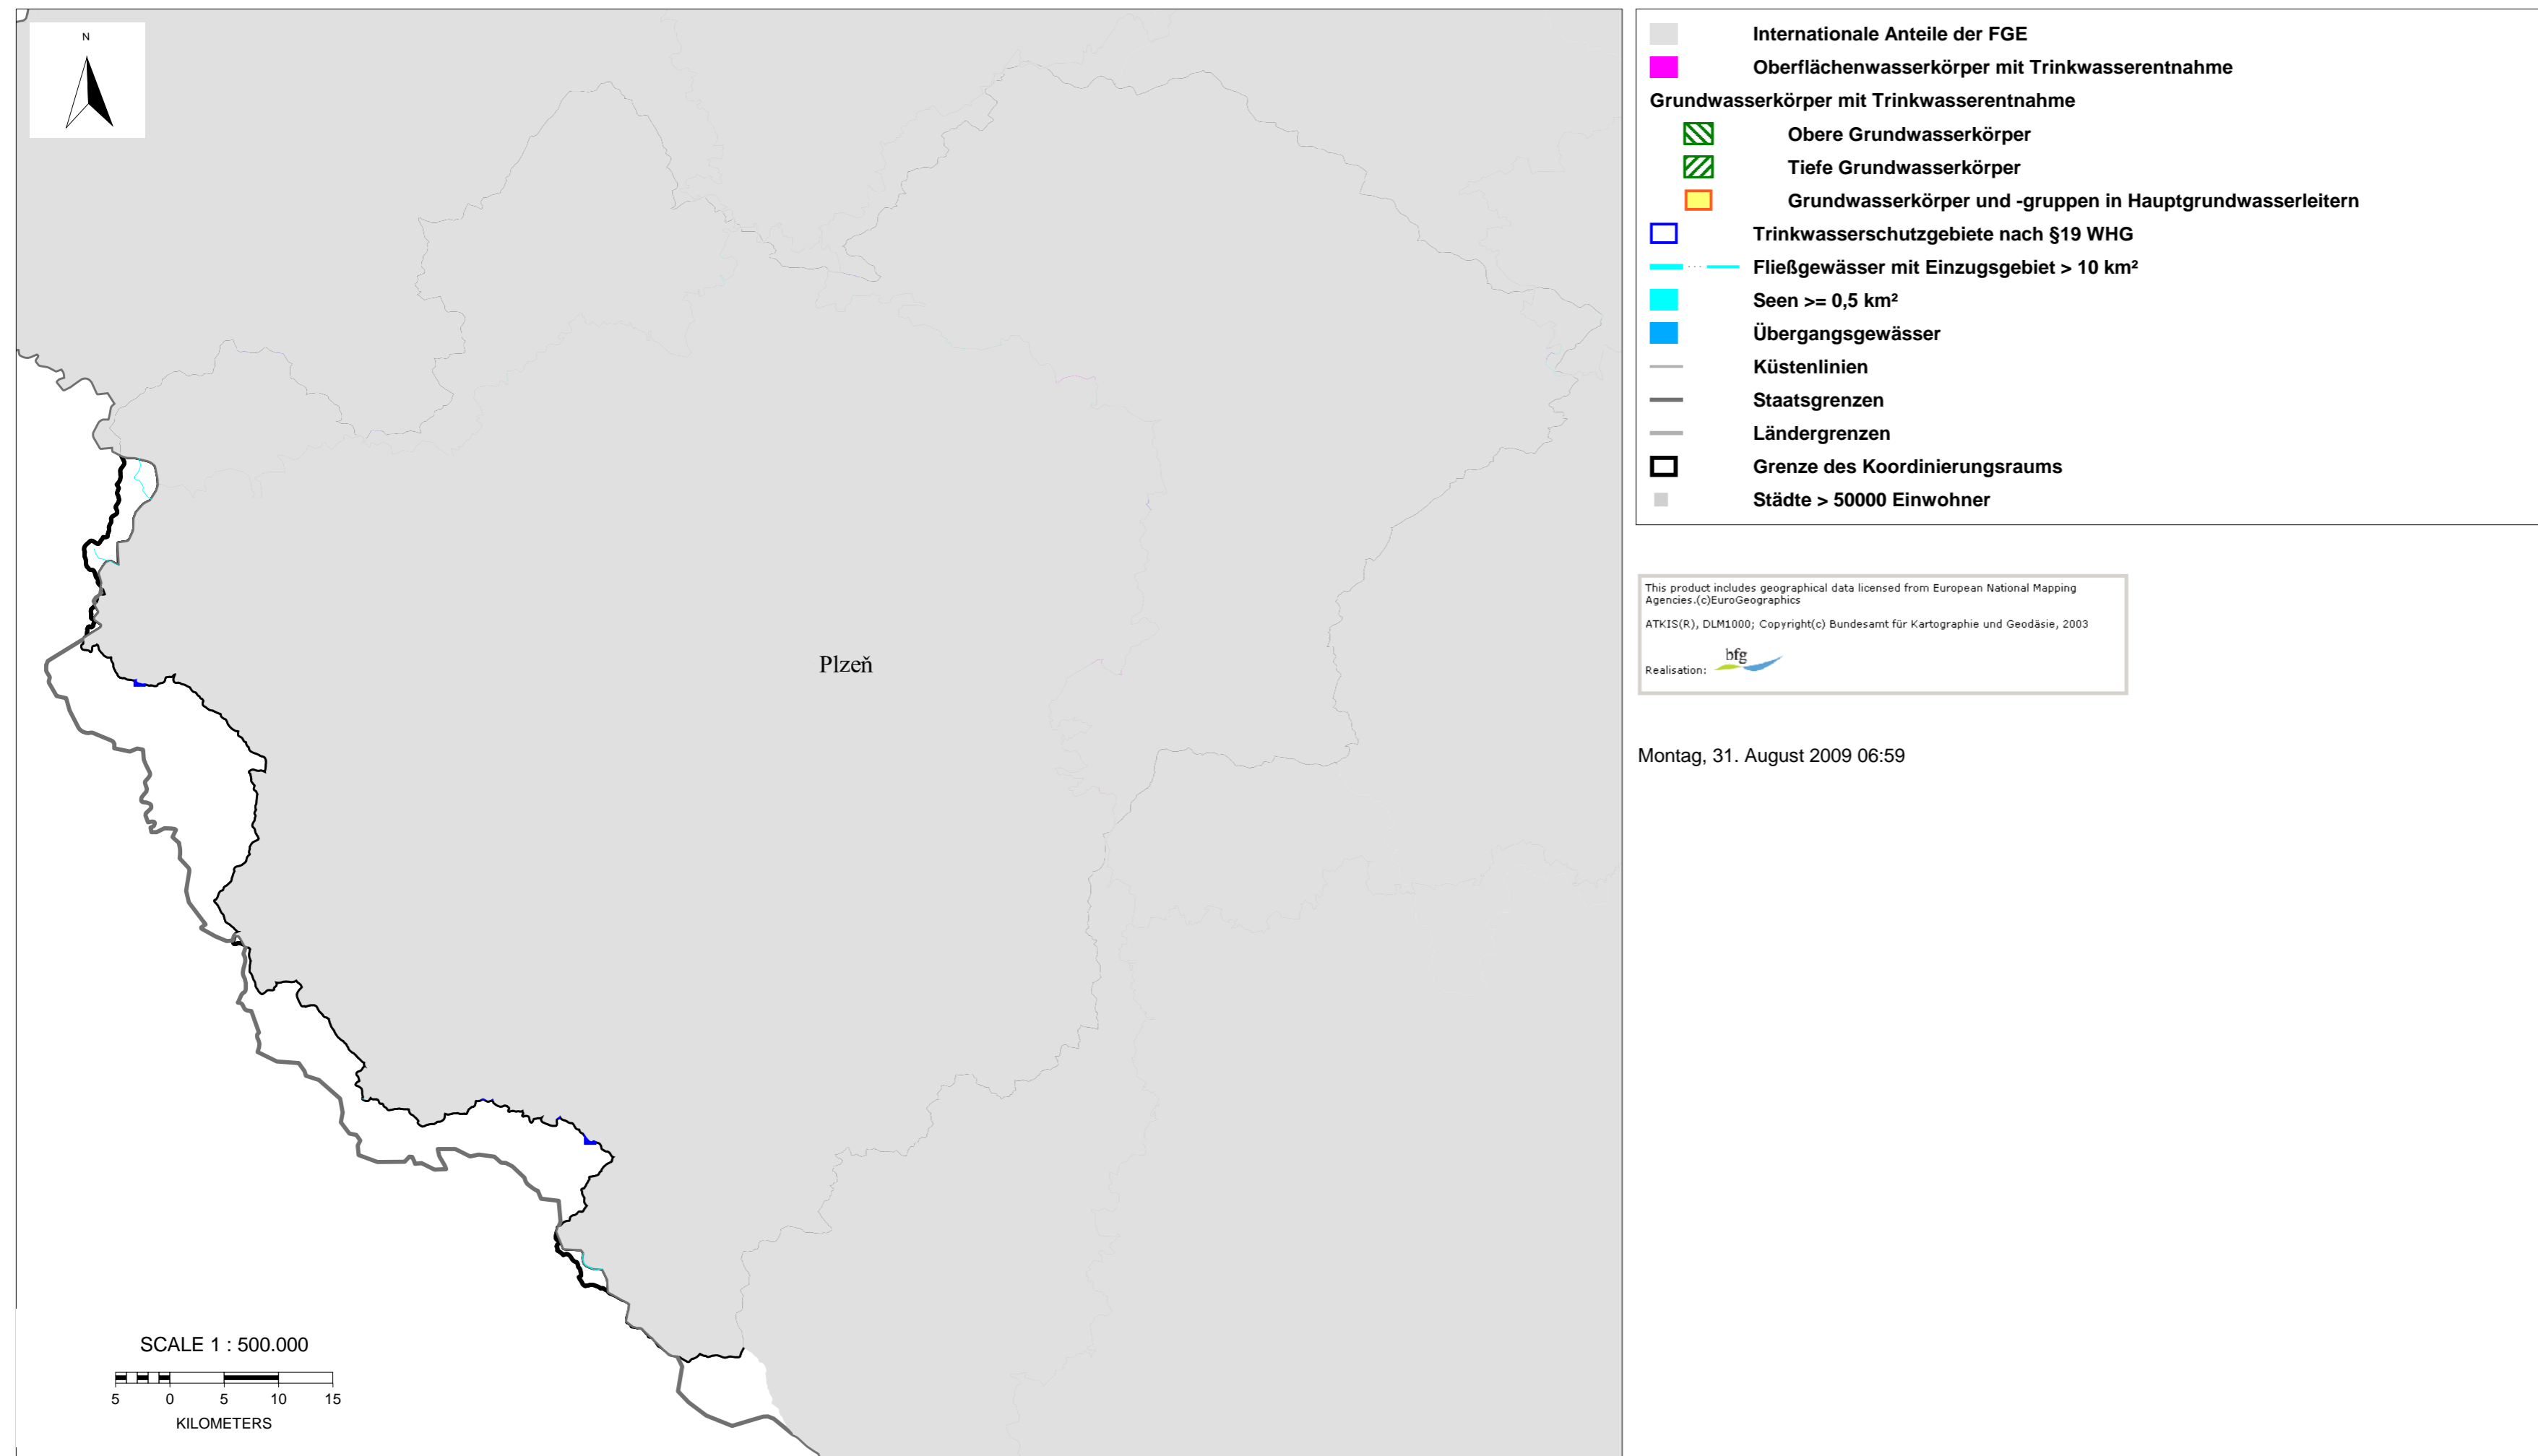 N
Plzeň
SCALE 1 : 500.000
5 0 5 10 15
KILOMETERS
Internationale Anteile der FGE
Oberflächenwasserkörper mit Trinkwasserentnahme
Grundwasserkörper mit Trinkwasserentnahme
Obere Grundwasserkörper
Tiefe Grundwasserkörper
Grundwasserkörper und -gruppen in Hauptgrundwasserleitern
Trinkwasserschutzgebiete nach §19 WHG
Fließgewässer mit Einzugsgebiet > 10 km²
Seen >= 0,5 km²
Übergangsgewässer
Küstenlinien
Staatsgrenzen
Ländergrenzen
Grenze des Koordinierungsraums
Städte > 50000 Einwohner
This product includes geographical data licensed from European National Mapping
Agencies.(c)EuroGeographics
ATKIS(R), DLM1000; Copyright(c) Bundesamt für Kartographie und Geodäsie, 2003
Realisation: bfg
Montag, 31. August 2009 06:59